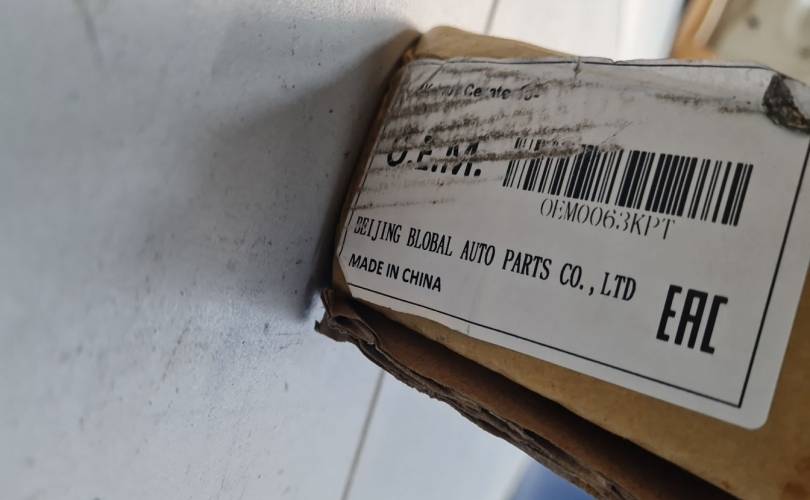 O.E.M.
OEM0063KPT
BEIJING BLOBAL AUTO PARTS CO.,LTD
MADE IN CHINA
EAC